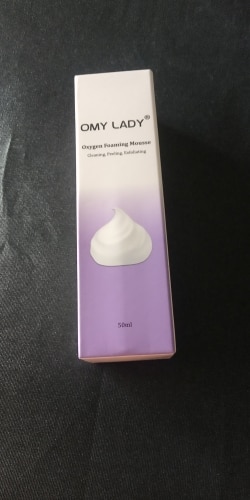 OMY LADY®
Oxygen Foaming Mousse
Cleaning, Peeling, Exfoliating
50ml